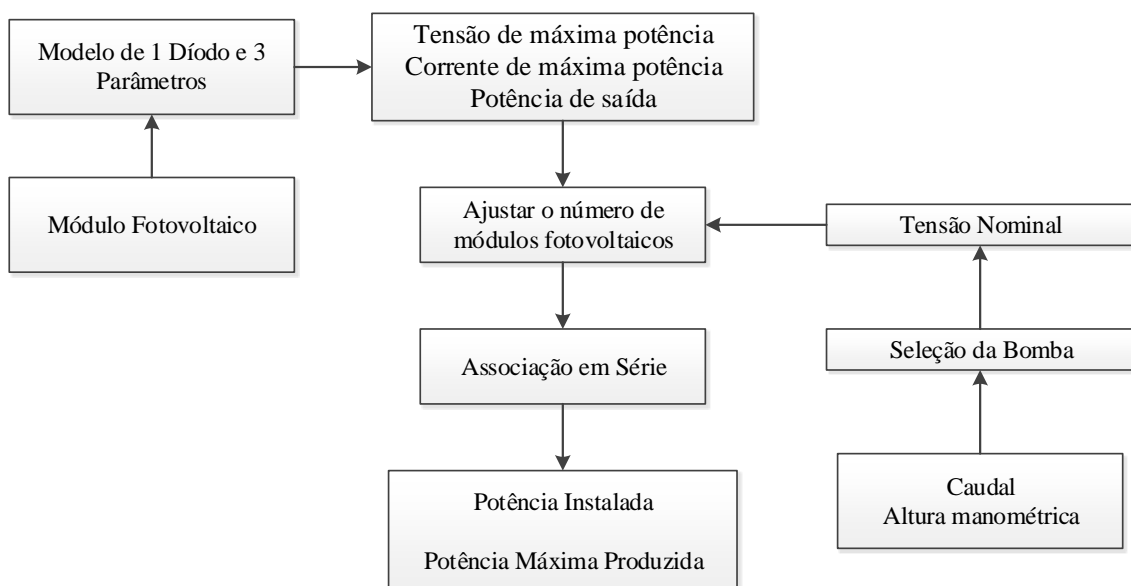 Modelo de 1 Díodo e 3
Parâmetros
Tensão de máxima potência
Corrente de máxima potência
Potência de saída
Módulo Fotovoltaico
Ajustar o número de
módulos fotovoltaicos
Tensão Nominal
Associação em Série
Seleção da Bomba
Potência Instalada
Potência Máxima Produzida
Caudal
Altura manométrica